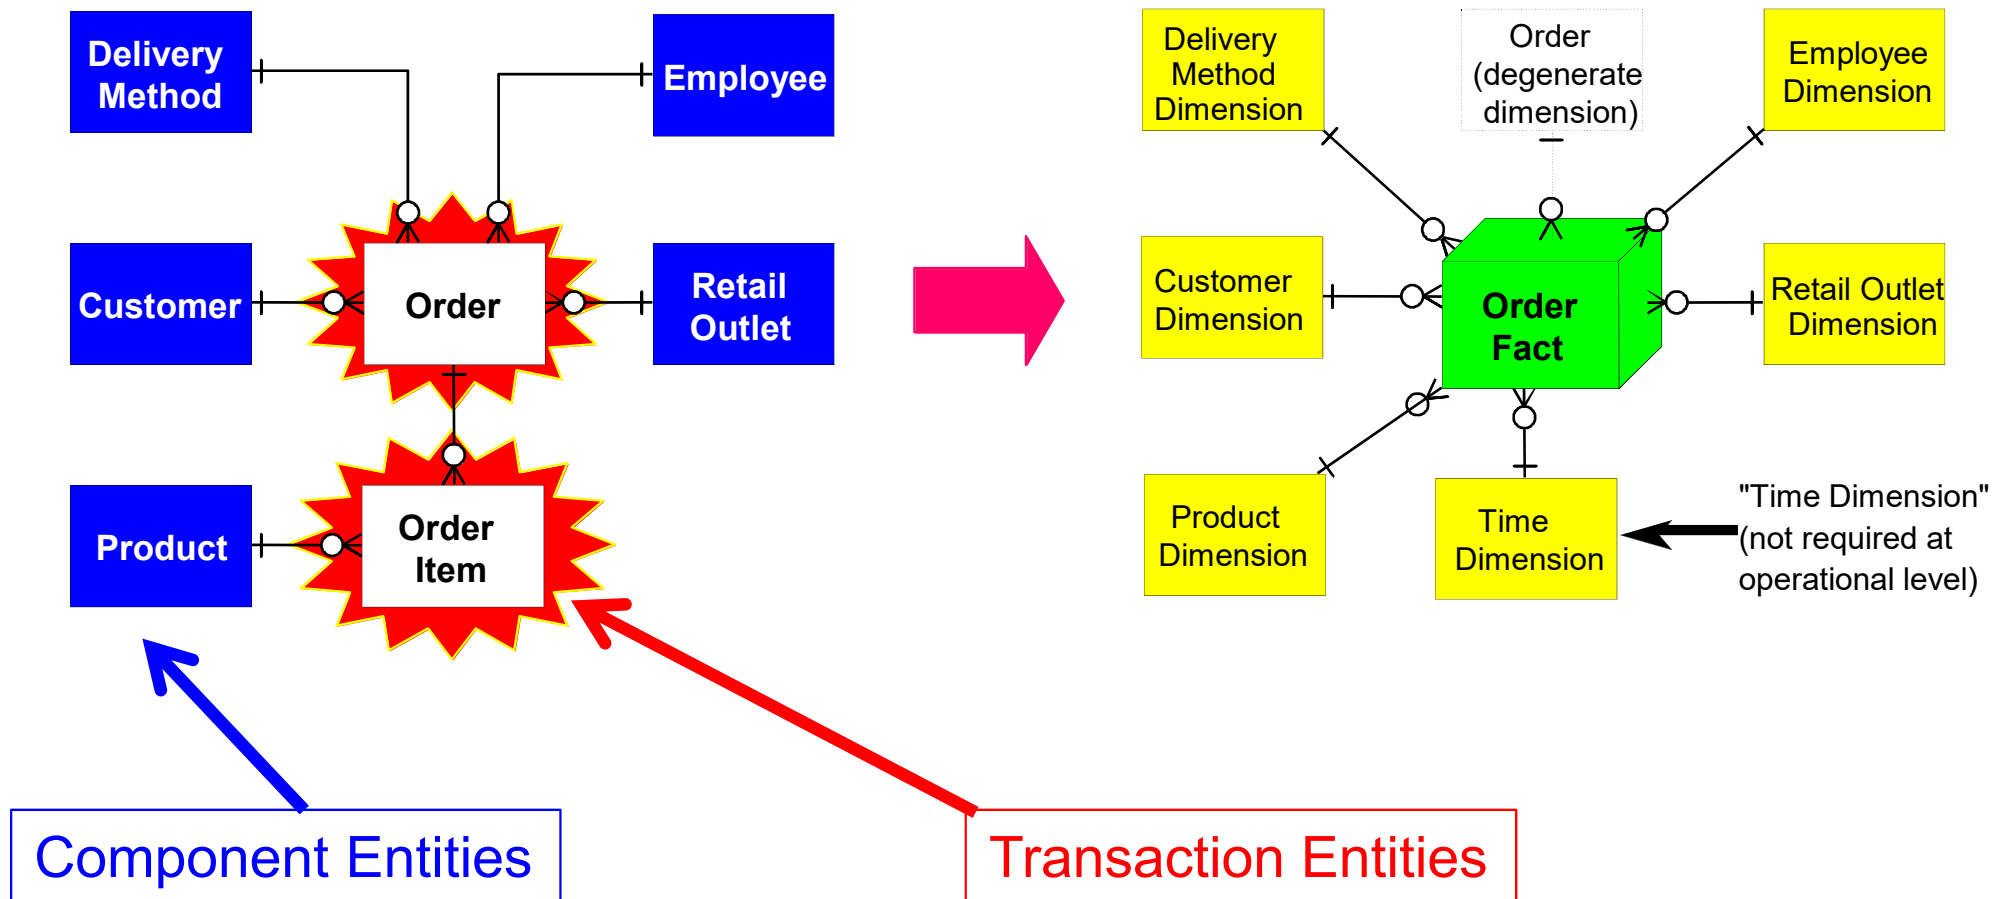 Delivery
Method
Employee
Customer
Order
Retail
Outlet
Product
Order
Item
Component Entities
Transaction Entities
Delivery
Method
Dimension
Order
(degenerate
dimension)
Employee
Dimension
Customer
Dimension
Order
Fact
Retail Outlet
Dimension
Product
Dimension
Time
Dimension
"Time Dimension"
(not required at
operational level)